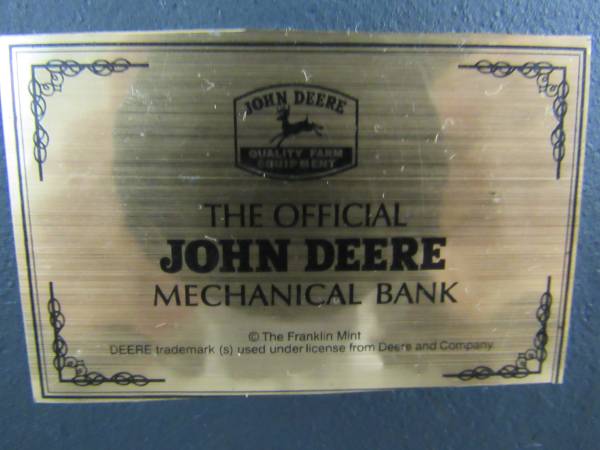 JOHN DEERE
QUALITY FARM
EQUIPMENT
THE OFFICIAL
JOHN DEERE
MECHANICAL BANK
© The Franklin Mint
DEERE trademark (s) used under license from Deere and Company